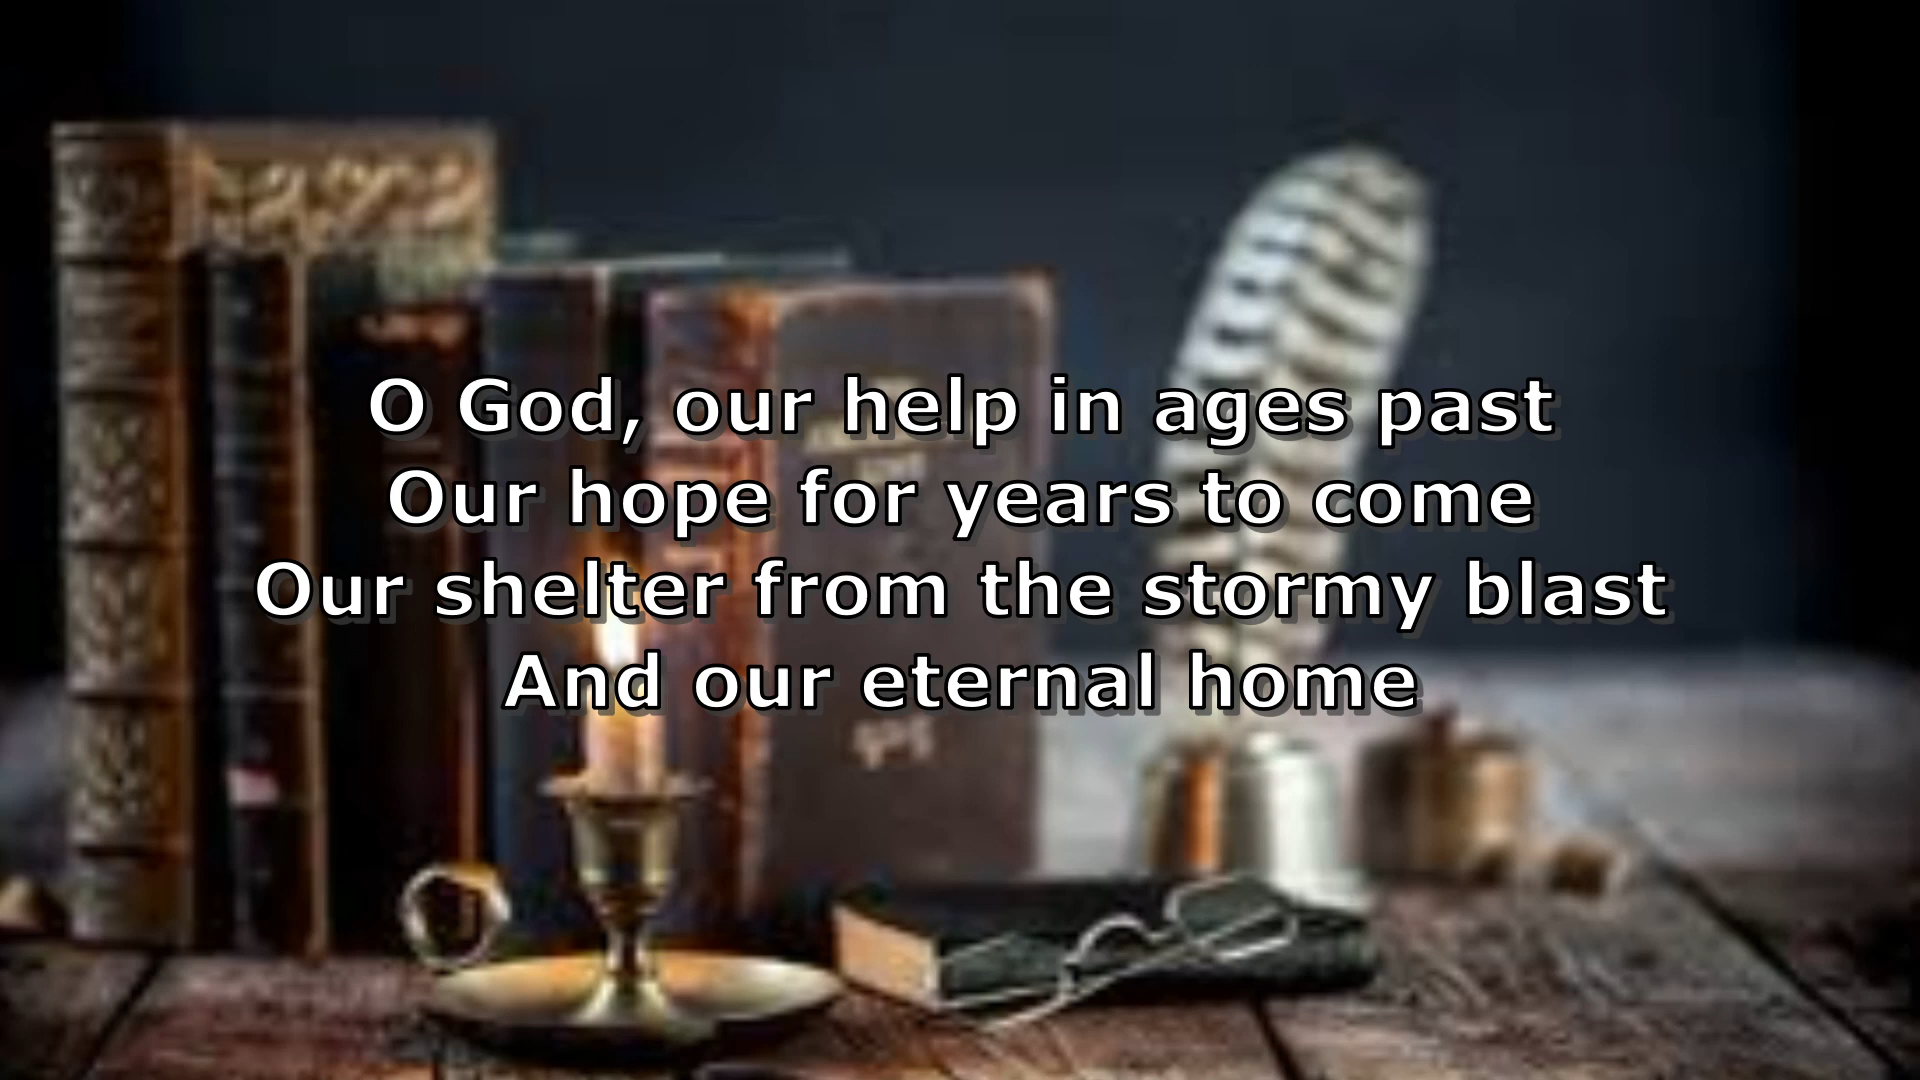 O God, our help in ages past
Our hope for years to come
Our shelter from the stormy blast
And our eternal home